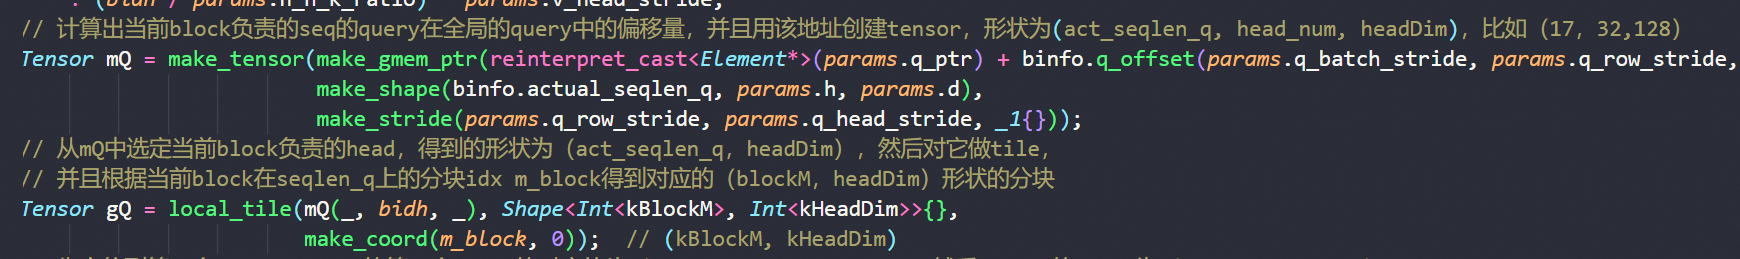 : (bidh / params.h_h_k_ratio) * params.v_head_stride;
// 计算出当前block负责的seq的query在全局的query中的偏移量，并且用该地址创建tensor，形状为(act_seqlen_q, head_num, headDim)，比如（17，32,128）
Tensor mQ = make_tensor(make_gmem_ptr(reinterpret_cast<Element*>(params.q_ptr) + binfo.q_offset(params.q_batch_stride, params.q_row_stride,
make_shape(binfo.actual_seqlen_q, params.h, params.d),
make_stride(params.q_row_stride, params.q_head_stride, _1{}));
// 从mQ中选定当前block负责的head，得到的形状为（act_seqlen_q，headDim），然后对它做tile，
// 并且根据当前block在seqlen_q上的分块idx m_block得到对应的（blockM，headDim）形状的分块
Tensor gQ = local_tile(mQ(_, bidh, _), Shape<Int<kBlockM>, Int<kHeadDim>>{},
make_coord(m_block, 0));  // (kBlockM, kHeadDim)